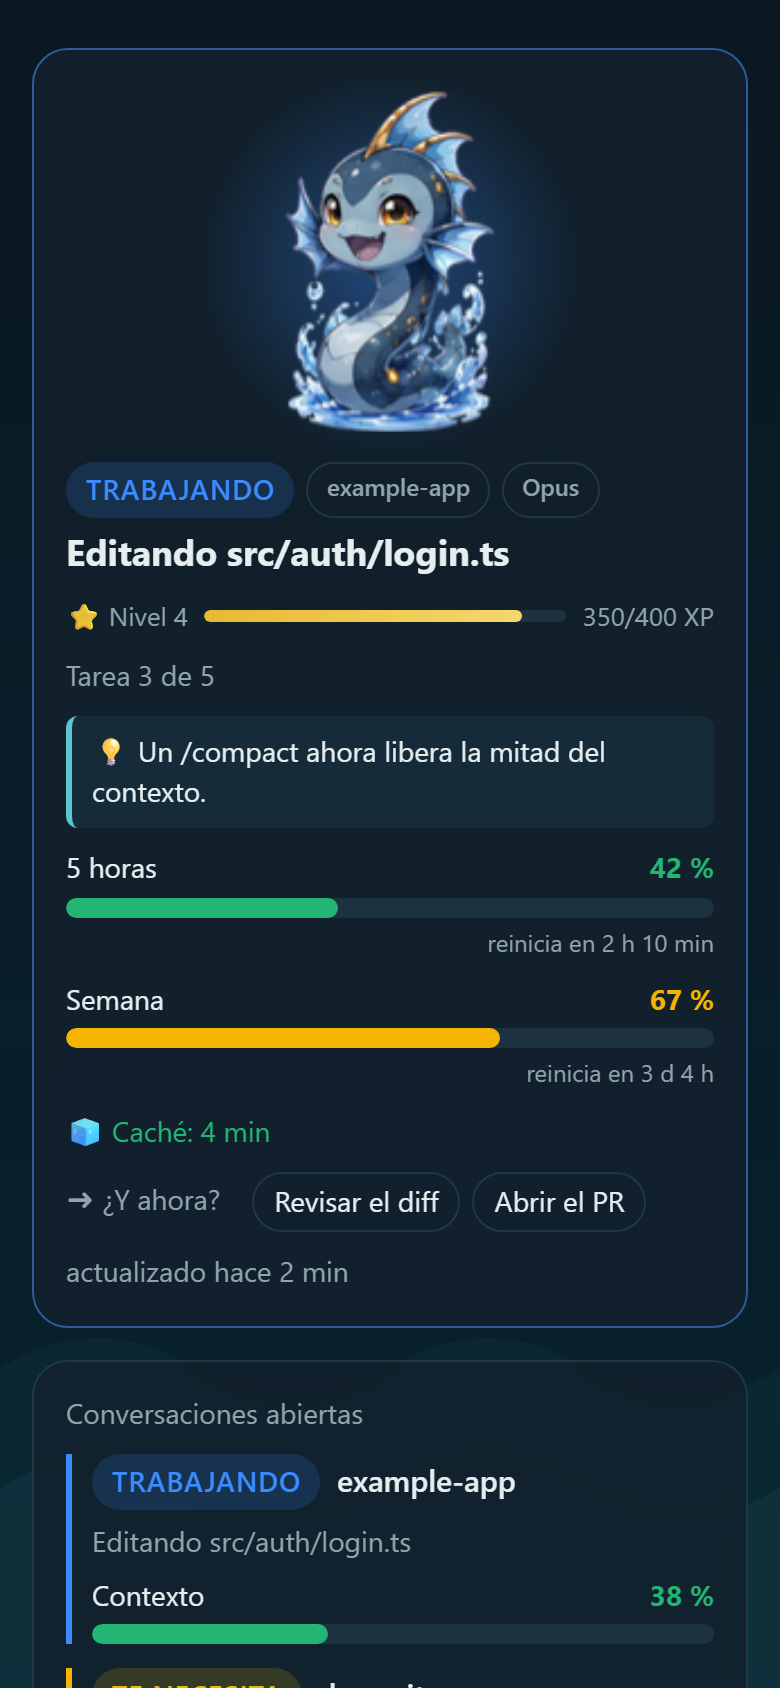 TRABAJANDO example-app Opus
Editando src/auth/login.ts
Nivel 4 350/400 XP
Tarea 3 de 5
Un /compact ahora libera la mitad del
contexto.
5 horas 42 %
reinicia en 2 h 10 min
Semana 67 %
reinicia en 3 d 4 h
Caché: 4 min
→ ¿Y ahora? Revisar el diff Abrir el PR
actualizado hace 2 min
Conversaciones abiertas
TRABAJANDO example-app
Editando src/auth/login.ts
Contexto 38 %